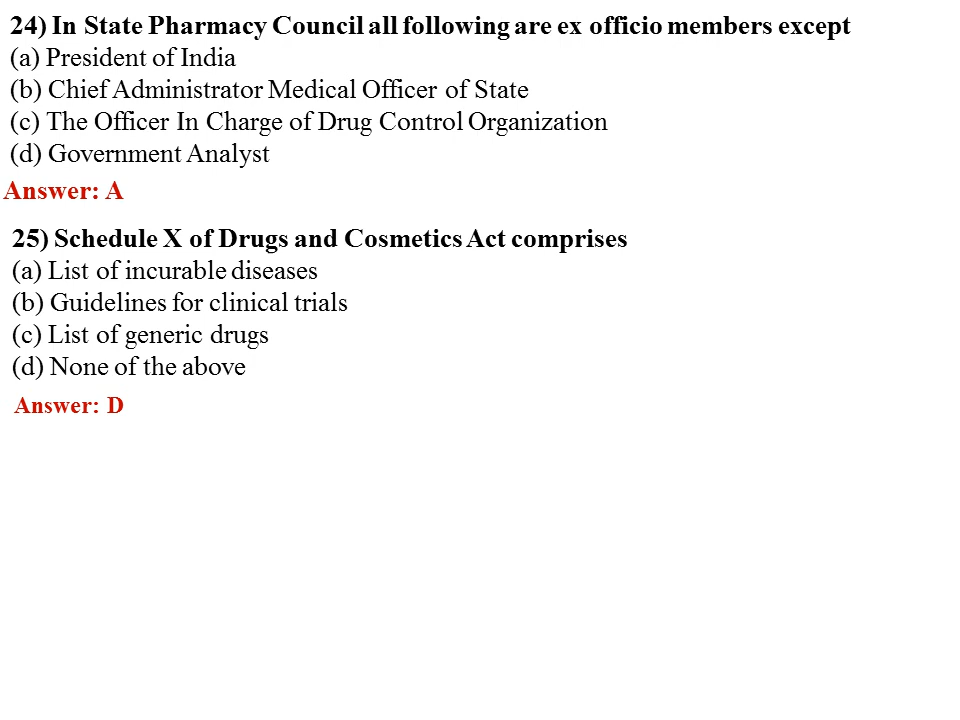 24) In State Pharmacy Council all following are ex officio members except
(a) President of India
(b) Chief Administrator Medical Officer of State
(c) The Officer In Charge of Drug Control Organization
(d) Government Analyst
Answer: A
25) Schedule X of Drugs and Cosmetics Act comprises
(a) List of incurable diseases
(b) Guidelines for clinical trials
(c) List of generic drugs
(d) None of the above
Answer: D